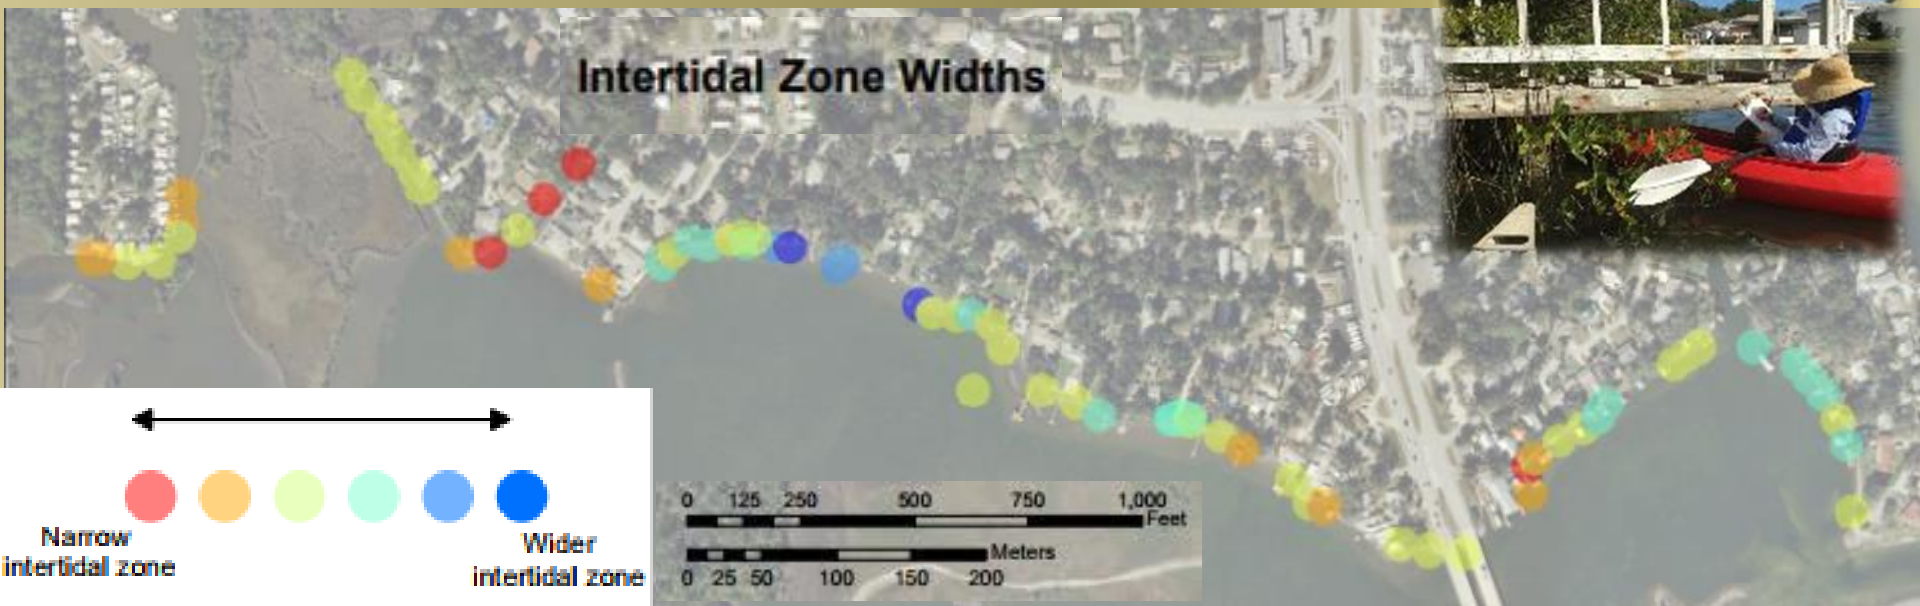 Intertidal Zone Widths
Narrow
intertidal zone
Wider
intertidal zone
0 125 250 500 750 1,000
Feet
Meters
0 25 50 100 150 200